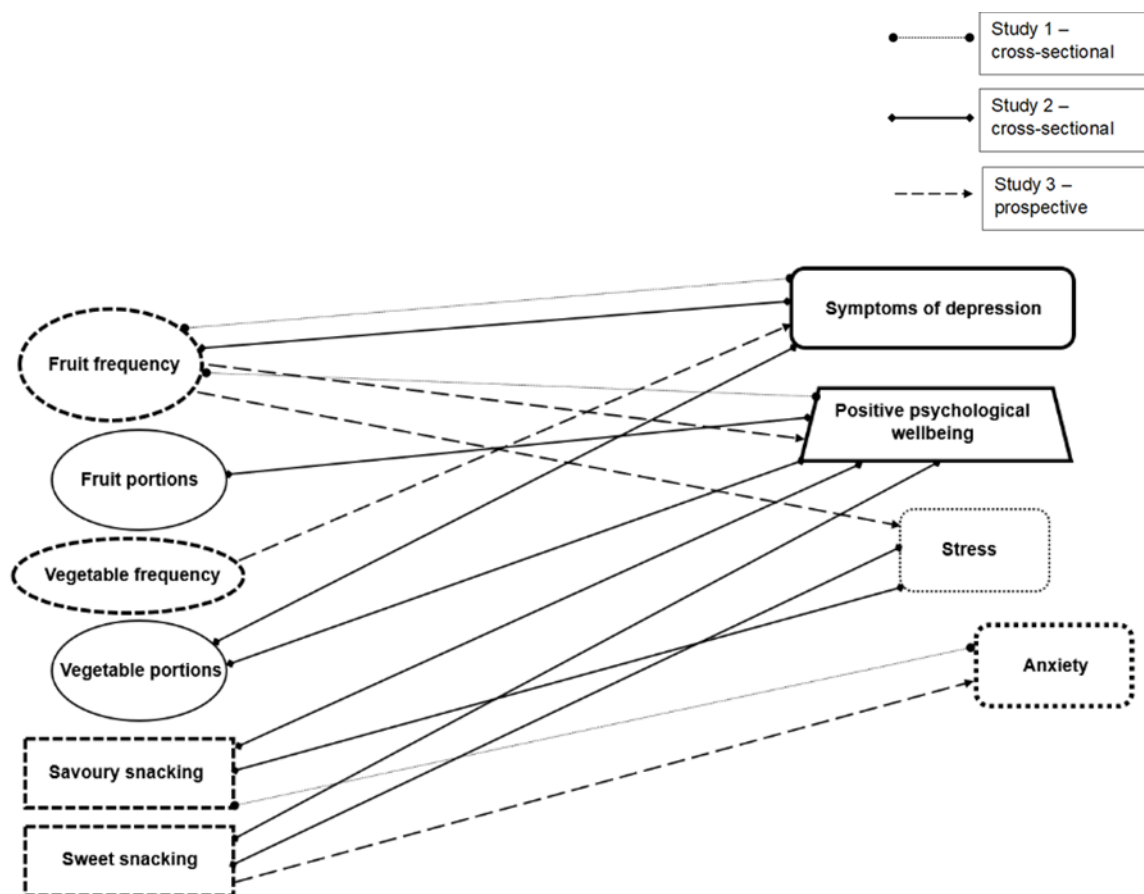 Study 1 –
cross-sectional
Study 2 –
cross-sectional
Study 3 –
prospective
Symptoms of depression
Fruit frequency
Positive psychological
wellbeing
Fruit portions
Stress
Vegetable frequency
Vegetable portions
Anxiety
Savoury snacking
Sweet snacking